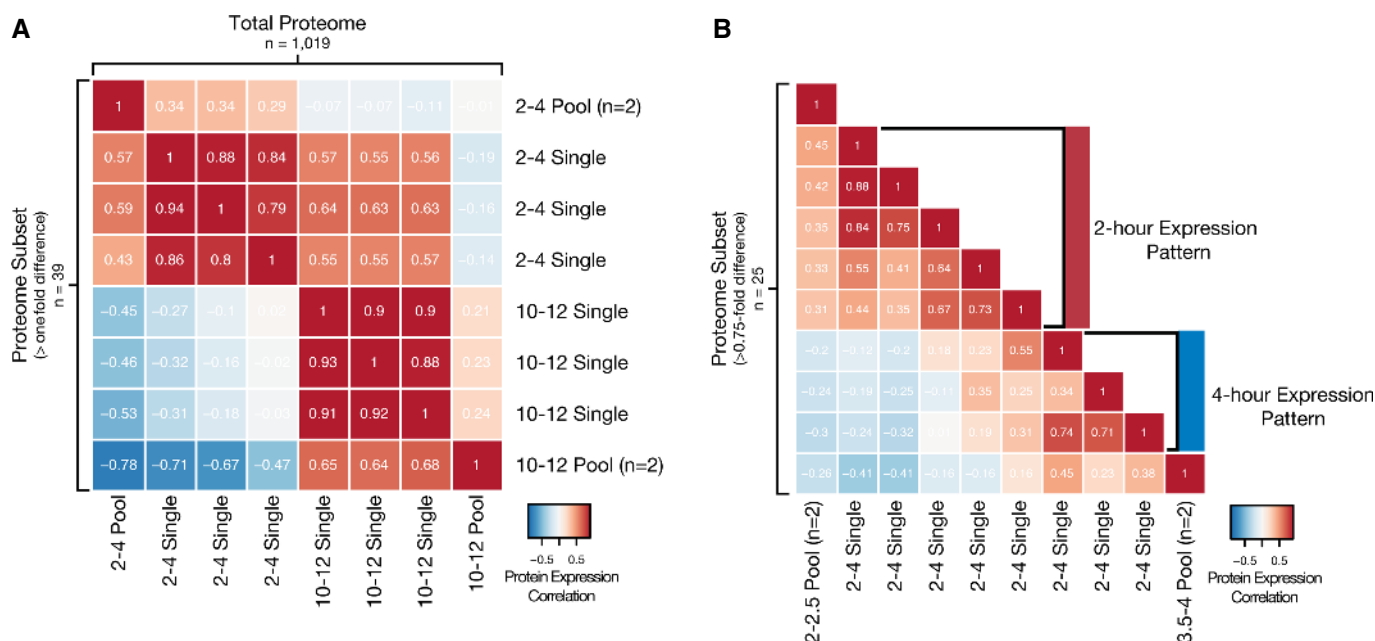 A
Total Proteome
n = 1,019
Proteome Subset
(> onefold difference)
n = 39
1 0.34 0.34 0.29 −0.07 −0.07 −0.11 −0.01 2–4 Pool (n=2)
0.57 1 0.88 0.84 0.57 0.55 0.56 −0.19 2–4 Single
0.59 0.94 1 0.79 0.64 0.63 0.63 −0.16 2–4 Single
0.43 0.86 0.8 1 0.55 0.55 0.57 −0.14 2–4 Single
−0.45 −0.27 −0.1 0.02 1 0.9 0.9 0.21 10–12 Single
−0.46 −0.32 −0.16 −0.02 0.93 1 0.88 0.23 10–12 Single
−0.53 −0.31 −0.18 −0.03 0.91 0.92 1 0.24 10–12 Single
−0.78 −0.71 −0.67 −0.47 0.65 0.64 0.68 1 10–12 Pool (n=2)
2–4 Pool
2–4 Single
2–4 Single
2–4 Single
10–12 Single
10–12 Single
10–12 Single
10–12 Pool
−0.5 0.5
Protein Expression
Correlation
B
Proteome Subset
(>0.75-fold difference)
n = 25
1
0.45 1
0.42 0.88 1
0.35 0.84 0.75 1
0.33 0.55 0.41 0.64 1
0.31 0.44 0.35 0.67 0.73 1
−0.2 −0.12 −0.2 0.18 0.23 0.55 1
−0.24 −0.19 −0.25 −0.11 0.35 0.25 0.34 1
−0.3 −0.24 −0.32 0.19 0.31 0.74 0.71 1
−0.26 −0.41 −0.41 −0.16 −0.16 0.16 0.45 0.23 0.38 1
2-hour Expression
Pattern
4-hour Expression
Pattern
2–2.5 Pool (n=2)
2–4 Single
2–4 Single
2–4 Single
2–4 Single
2–4 Single
2–4 Single
2–4 Single
2–4 Single
3.5–4 Pool (n=2)
−0.5 0.5
Protein Expression
Correlation